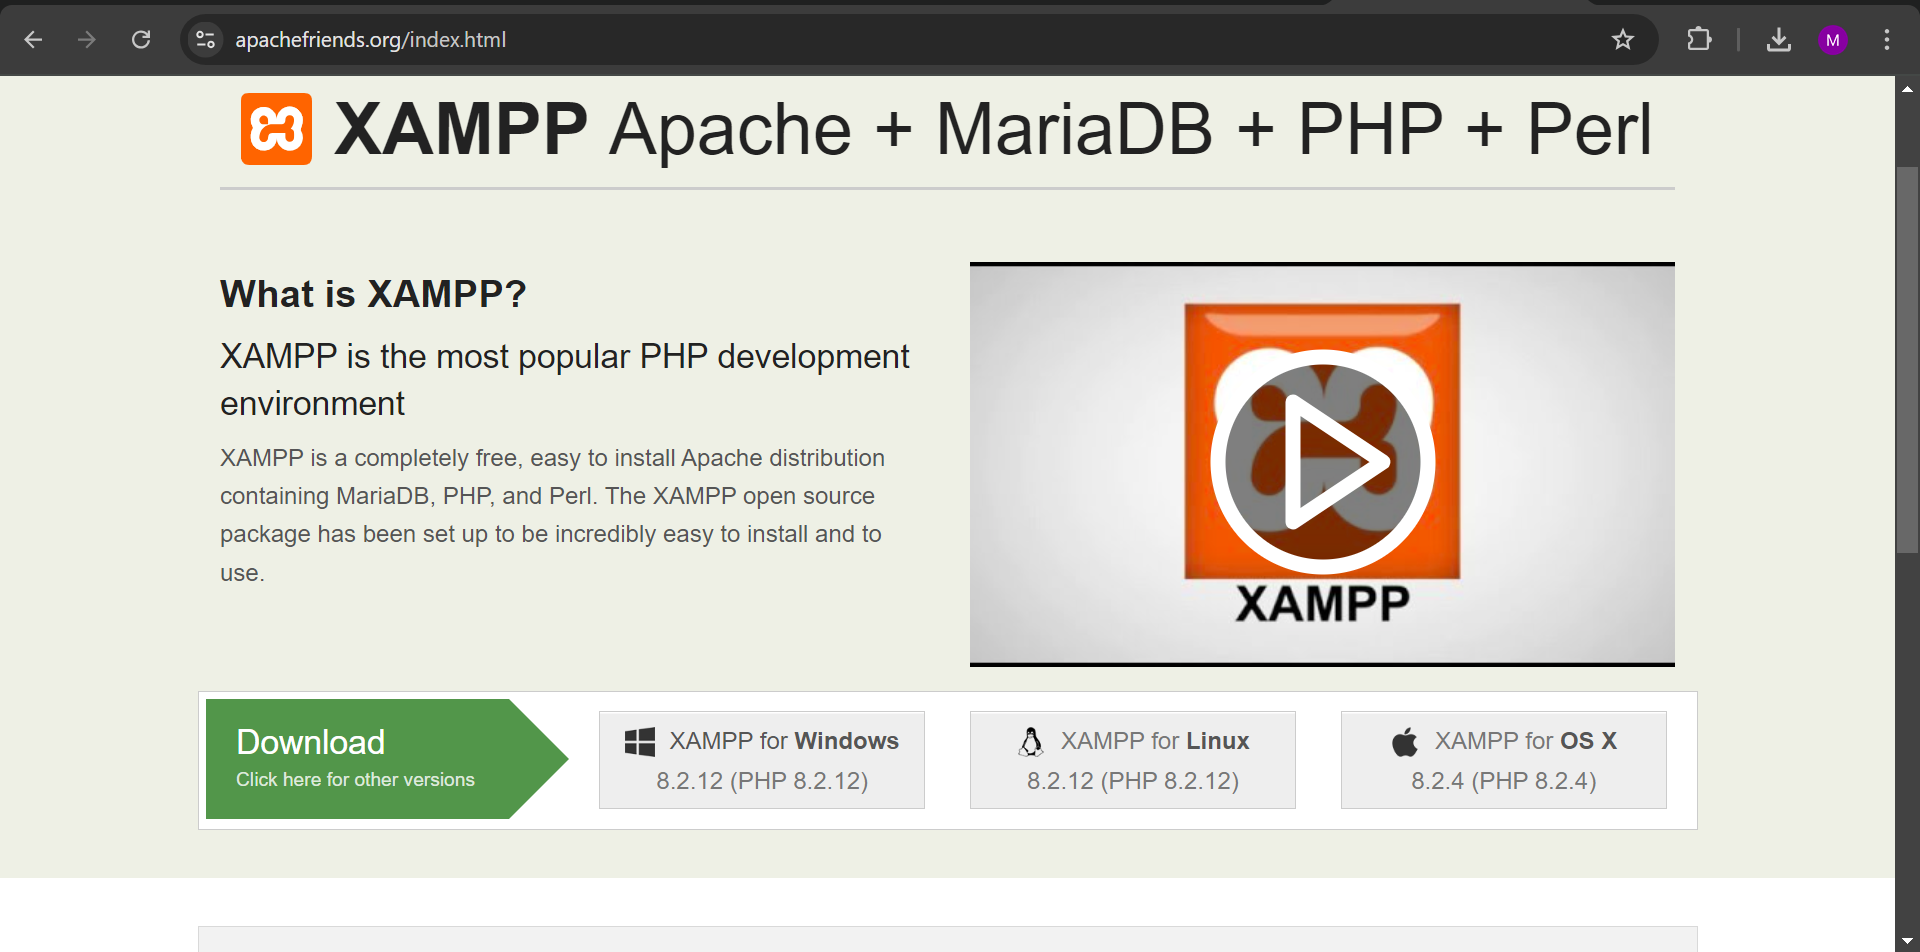 apachefriends.org/index.html
M
XAMPP Apache + MariaDB + PHP + Perl
What is XAMPP?
XAMPP is the most popular PHP development
environment
XAMPP is a completely free, easy to install Apache distribution
containing MariaDB, PHP, and Perl. The XAMPP open source
package has been set up to be incredibly easy to install and to
use.
XAMPP
Download
Click here for other versions
XAMPP for Windows
8.2.12 (PHP 8.2.12)
XAMPP for Linux
8.2.12 (PHP 8.2.12)
XAMPP for OS X
8.2.4 (PHP 8.2.4)